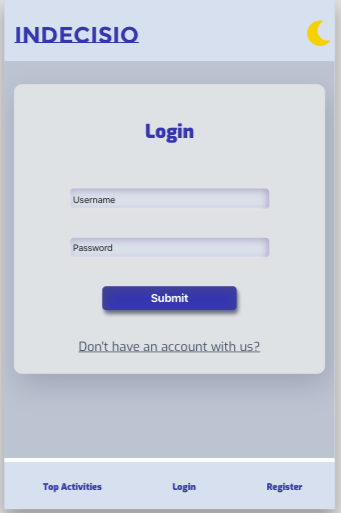 INDECISIO
Login
Username
Password
Submit
Don't have an account with us?
Top Activities
Login
Register